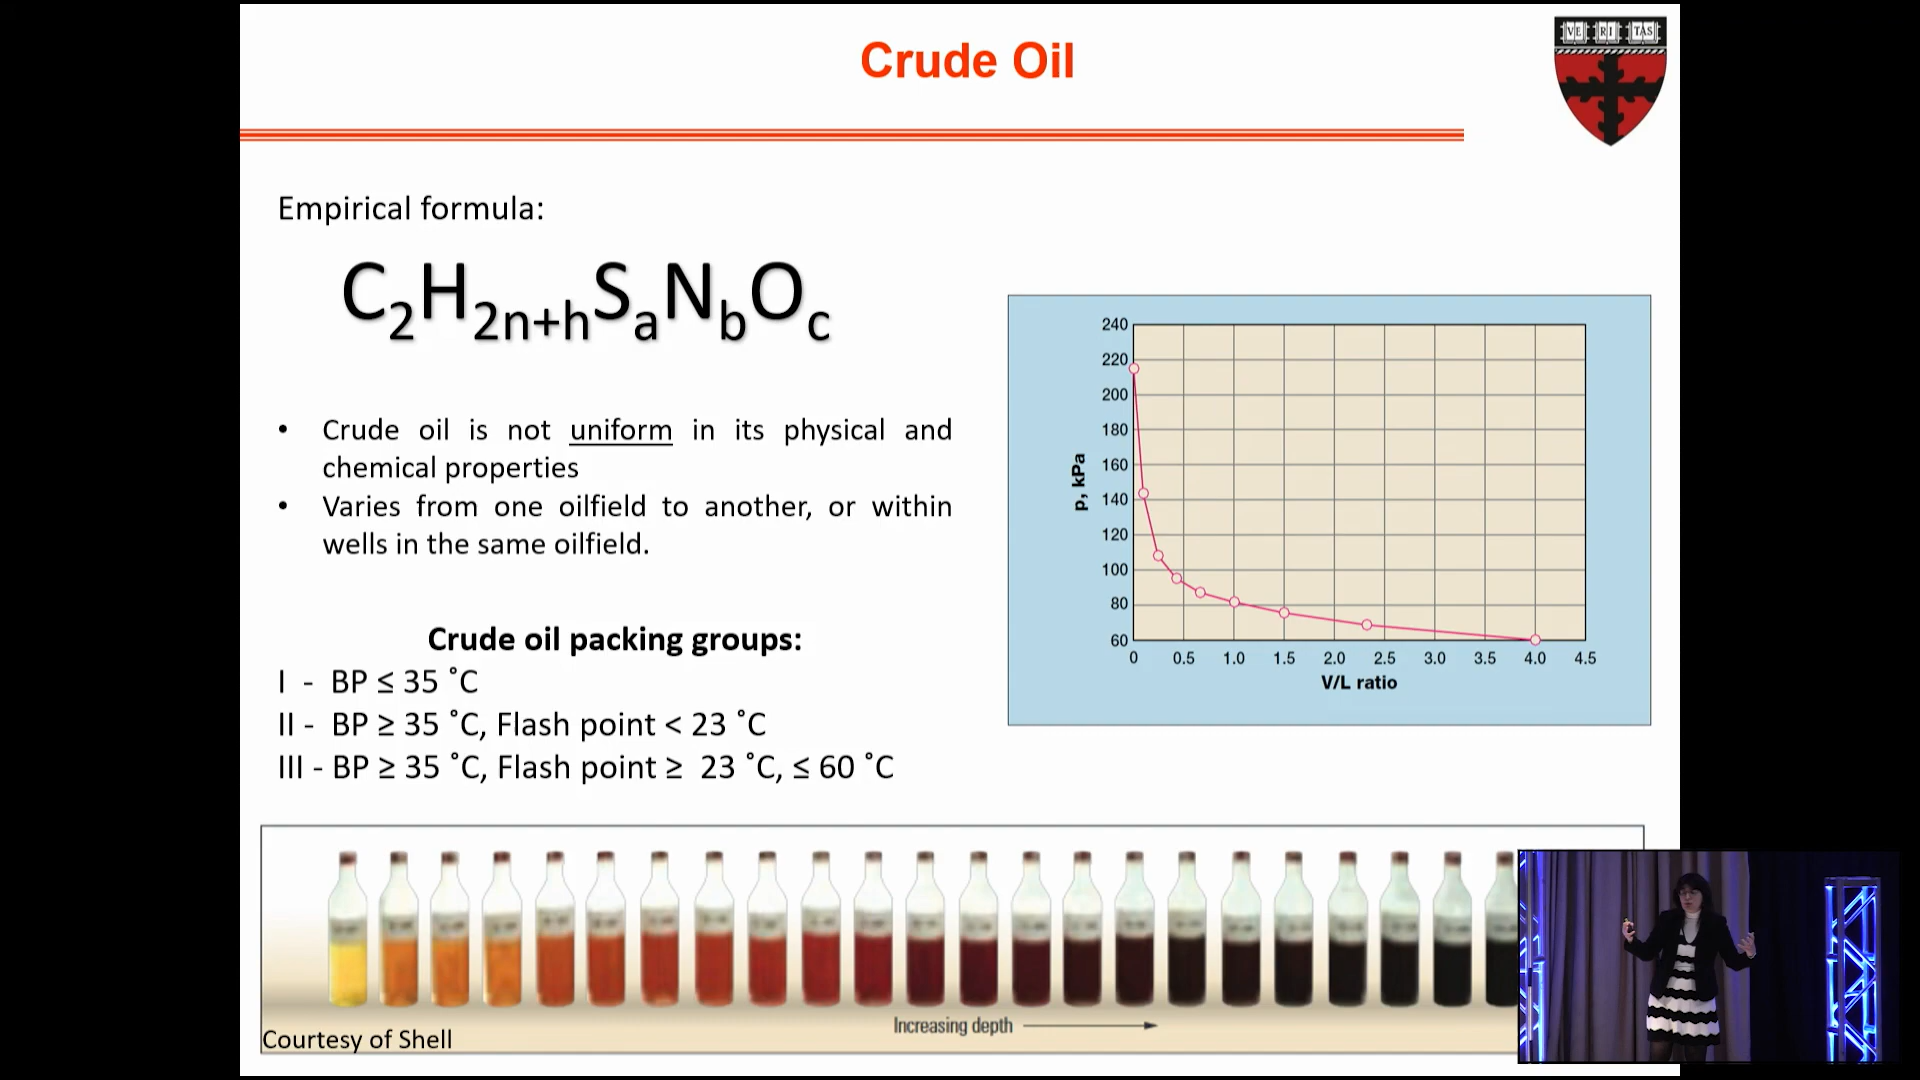 Crude Oil
VE RI TAS
Empirical formula:
C₂H₂ₙ₊ₕSₐNbOc
• Crude oil is not uniform in its physical and
chemical properties
• Varies from one oilfield to another, or within
wells in the same oilfield.
Crude oil packing groups:
I - BP ≤ 35 ˚C
II - BP ≥ 35 ˚C, Flash point < 23 ˚C
III - BP ≥ 35 ˚C, Flash point ≥ 23 ˚C, ≤ 60 ˚C
240
220
200
180
160
140
120
100
80
60
p, kPa
0 0.5 1.0 1.5 2.0 2.5 3.0 3.5 4.0 4.5
V/L ratio
Increasing depth
Courtesy of Shell